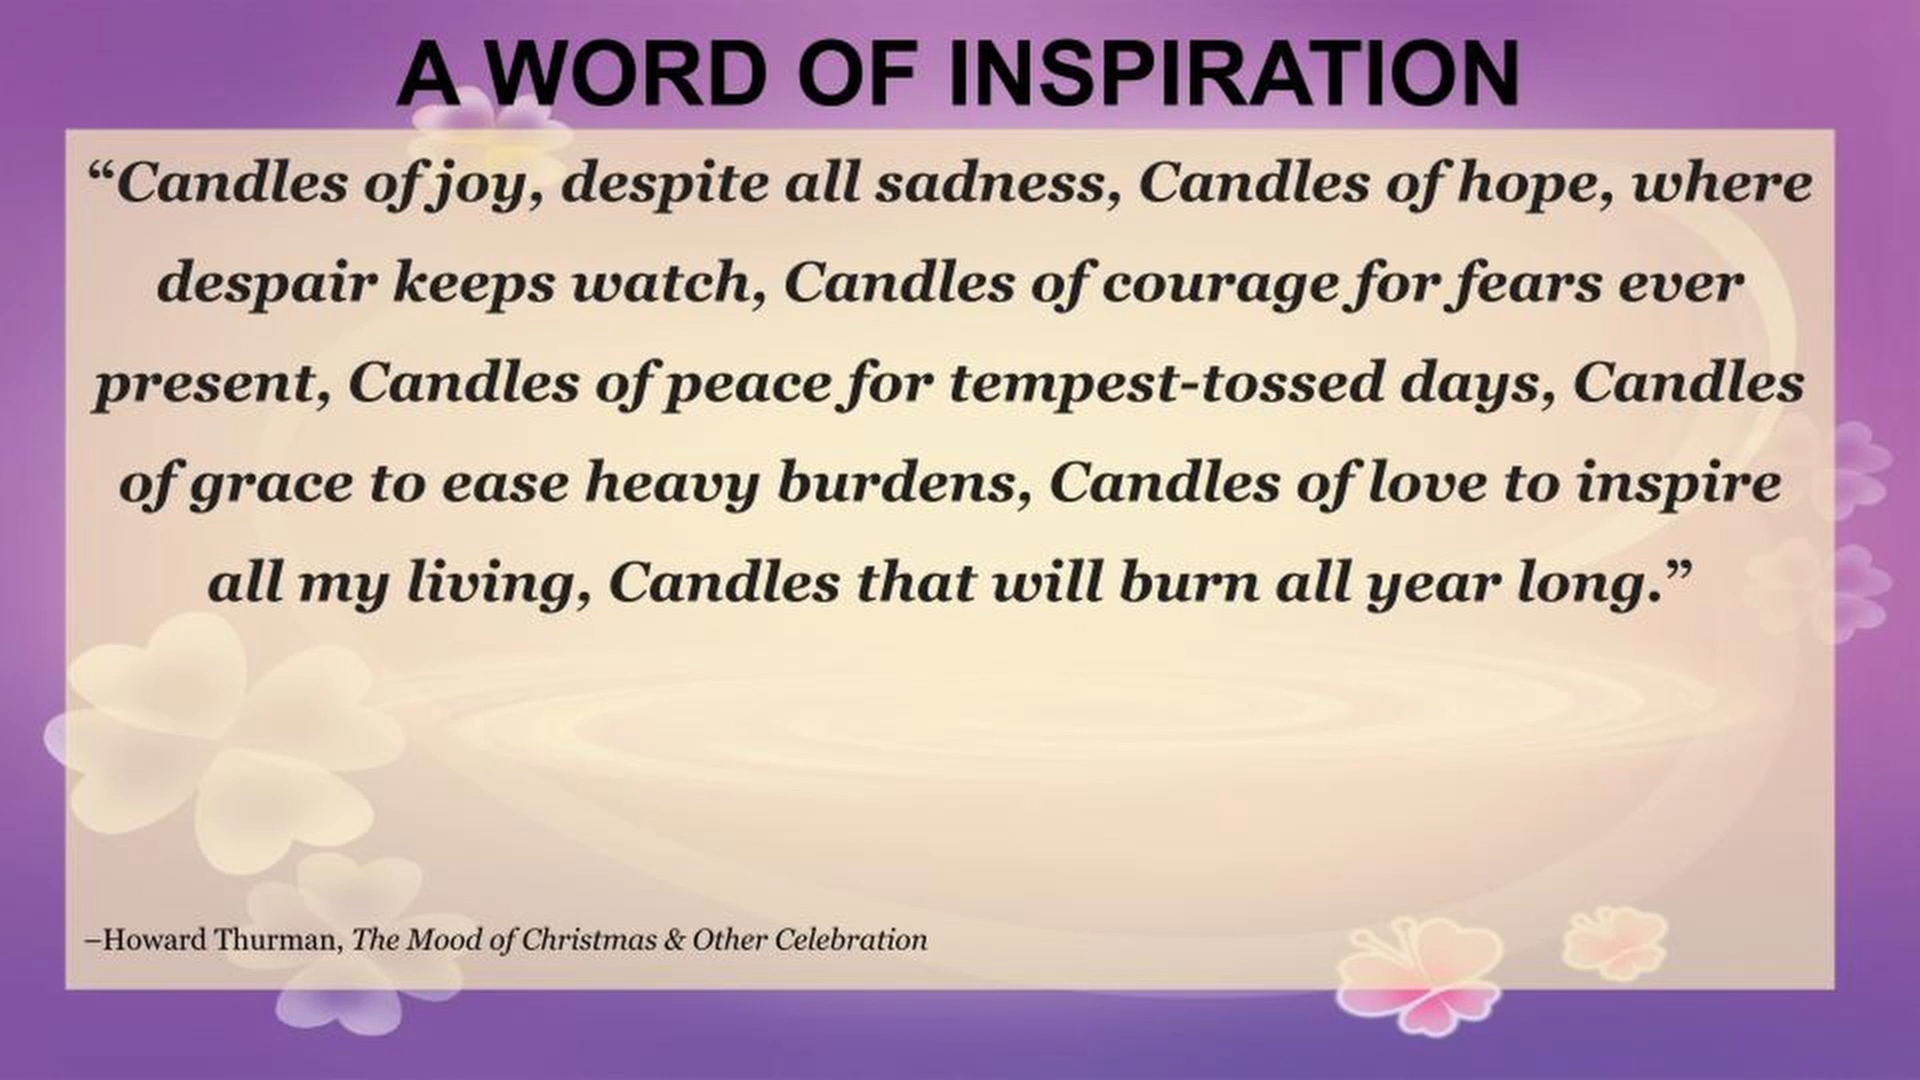 A WORD OF INSPIRATION
“Candles of joy, despite all sadness, Candles of hope, where
despair keeps watch, Candles of courage for fears ever
present, Candles of peace for tempest-tossed days, Candles
of grace to ease heavy burdens, Candles of love to inspire
all my living, Candles that will burn all year long.”
–Howard Thurman, The Mood of Christmas & Other Celebration